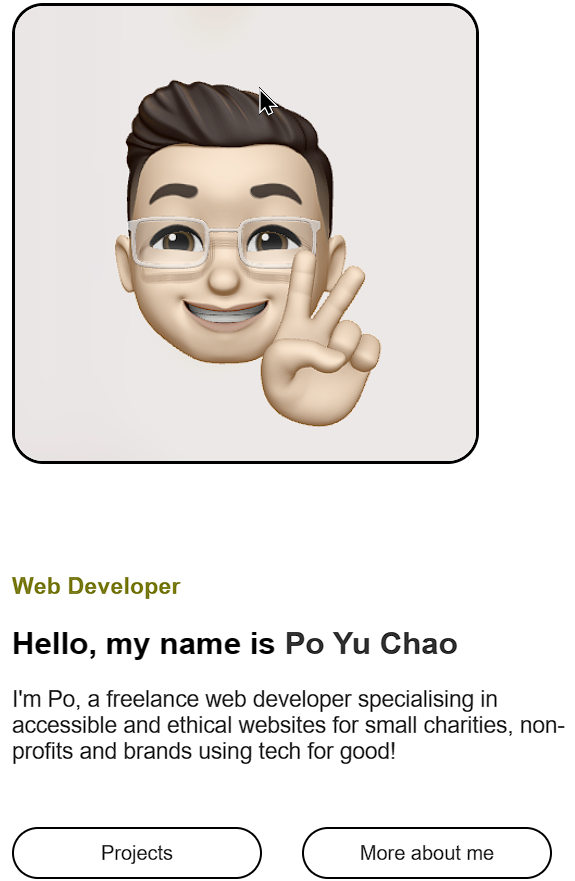 Web Developer
Hello, my name is Po Yu Chao
I'm Po, a freelance web developer specialising in
accessible and ethical websites for small charities, non-
profits and brands using tech for good!
Projects
More about me